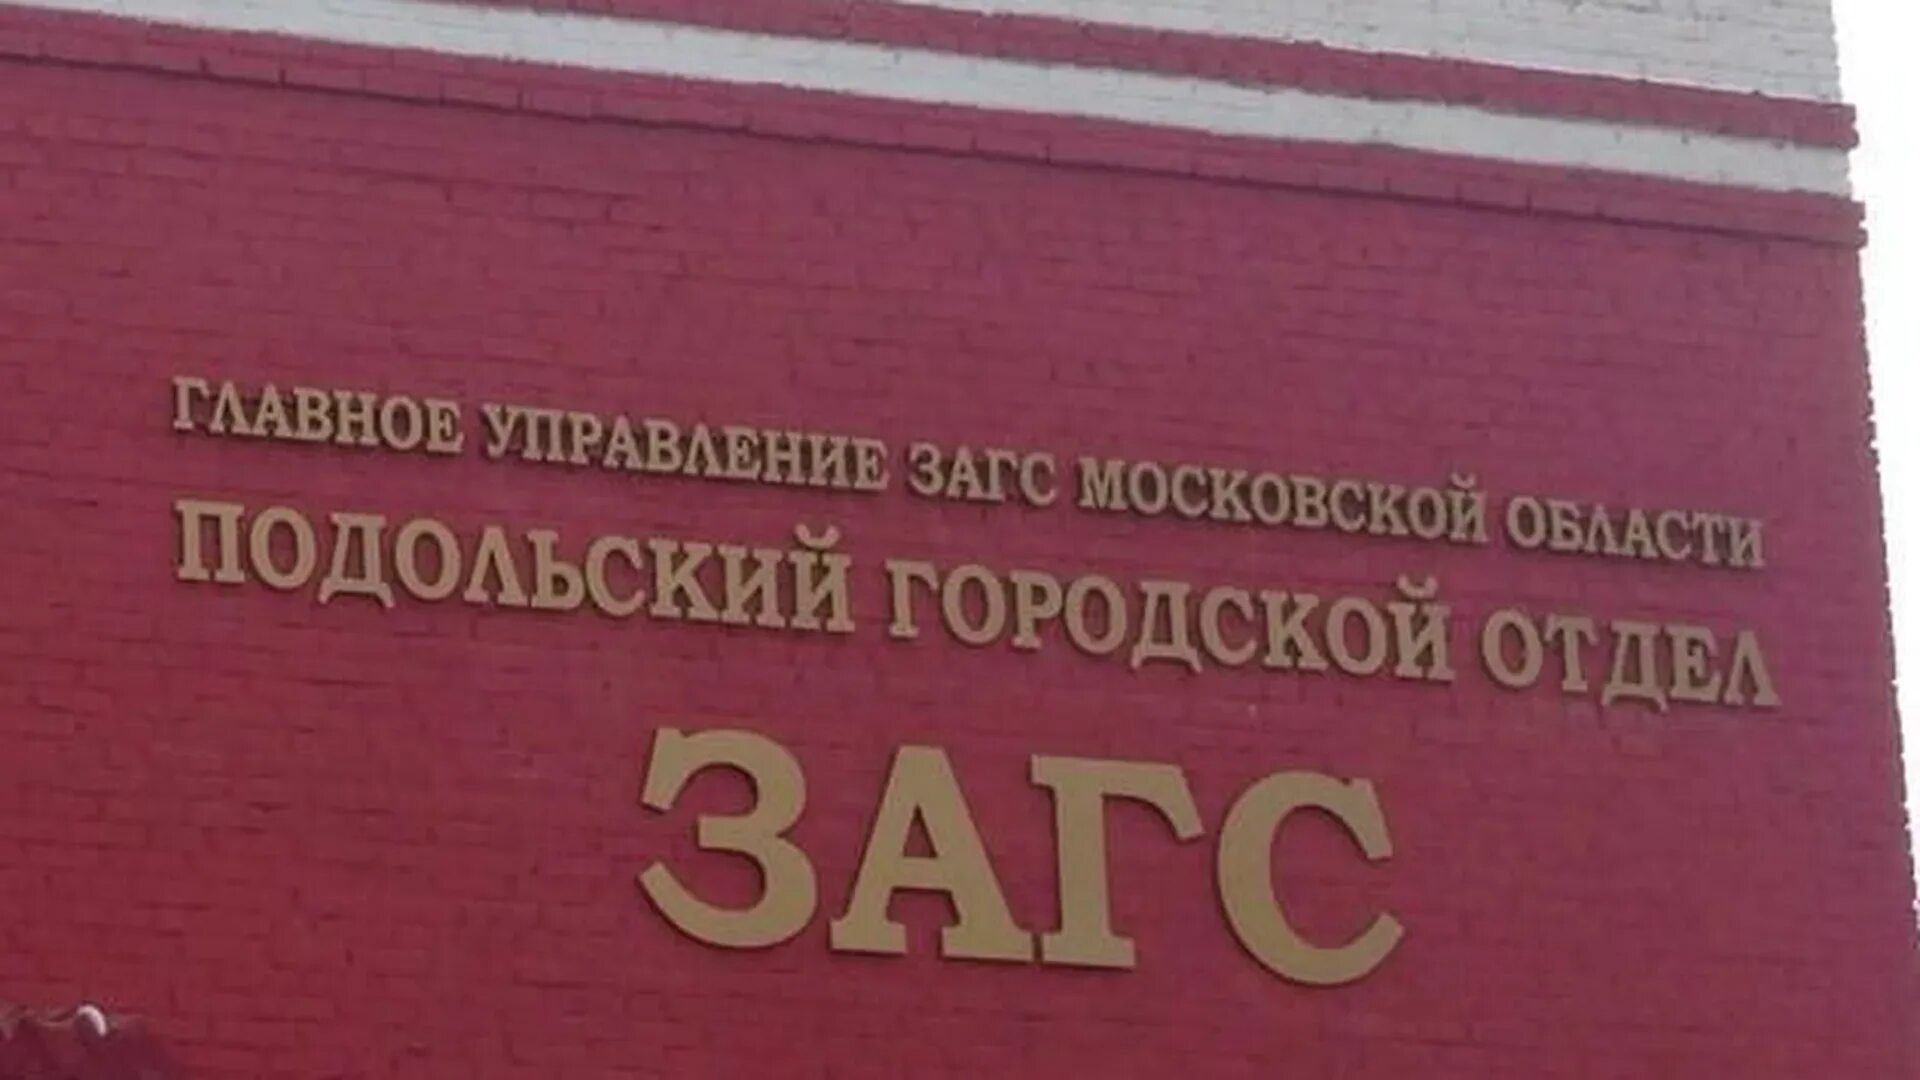 ГЛАВНОЕ УПРАВЛЕНИЕ ЗАГС МОСКОВСКОЙ ОБЛАСТИ
ПОДОЛЬСКИЙ ГОРОДСКОЙ ОТДЕЛ
ЗАГС